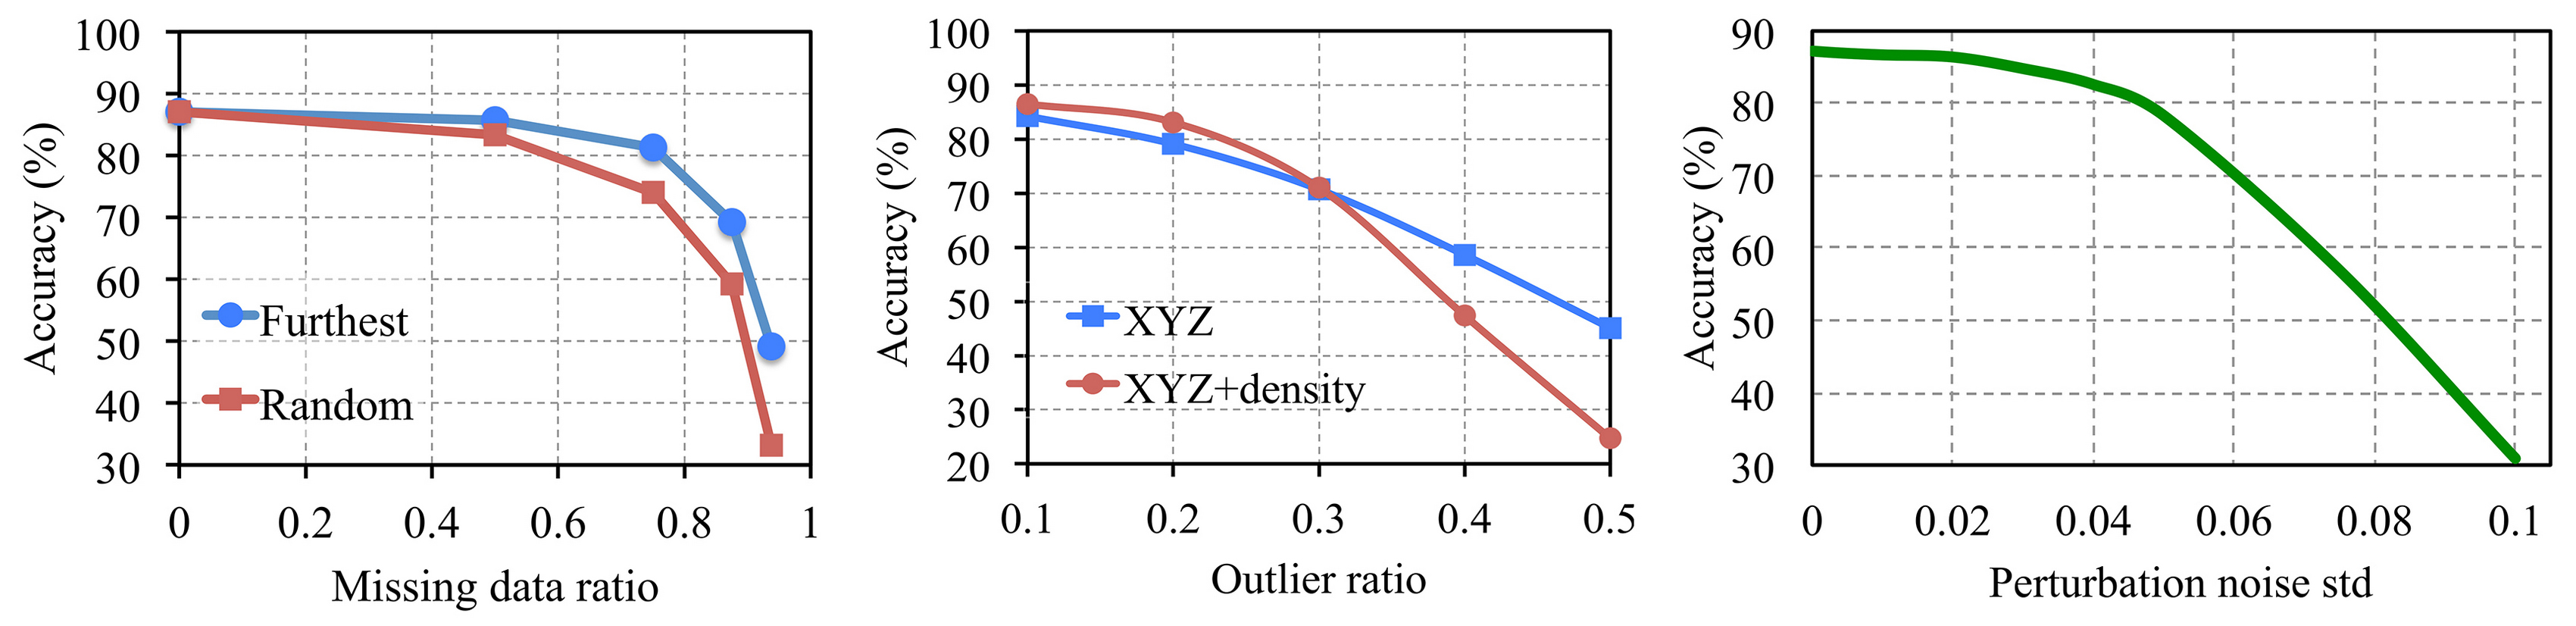 100
90
80
70
60
50
40
30
Accuracy (%)
Furthest
Random
0 0.2 0.4 0.6 0.8 1
Missing data ratio
100
90
80
70
60
50
40
30
20
Accuracy (%)
XYZ
XYZ+density
0.1 0.2 0.3 0.4 0.5
Outlier ratio
90
80
70
60
50
40
30
Accuracy (%)
0 0.02 0.04 0.06 0.08 0.1
Perturbation noise std